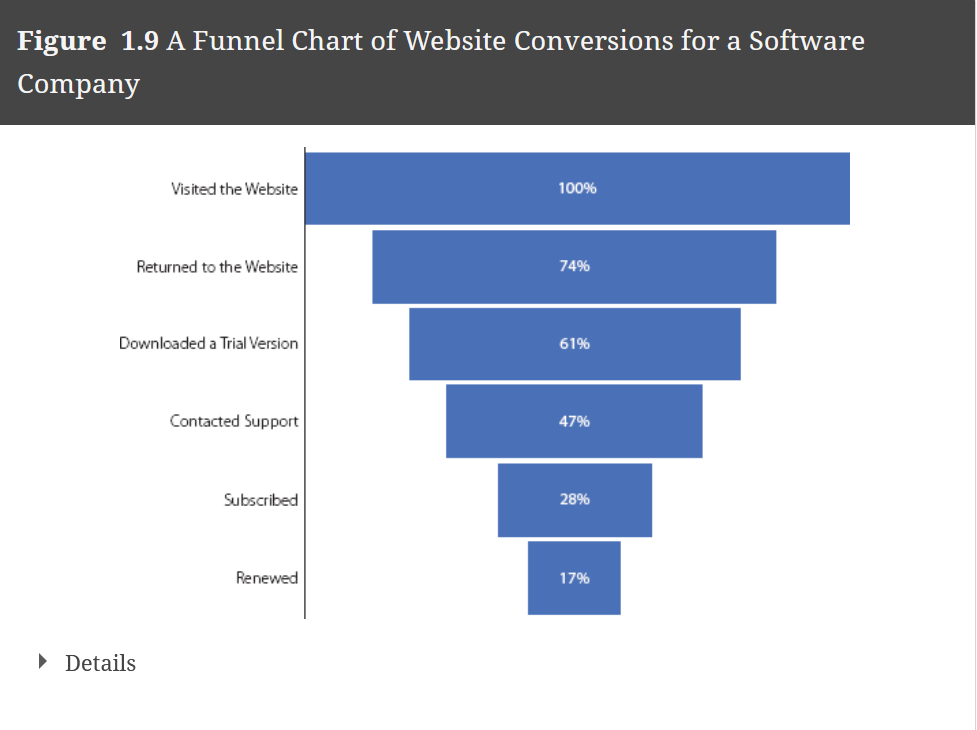 Figure 1.9 A Funnel Chart of Website Conversions for a Software
Company
Visited the Website 100%
Returned to the Website 74%
Downloaded a Trial Version 61%
Contacted Support 47%
Subscribed 28%
Renewed 17%
Details